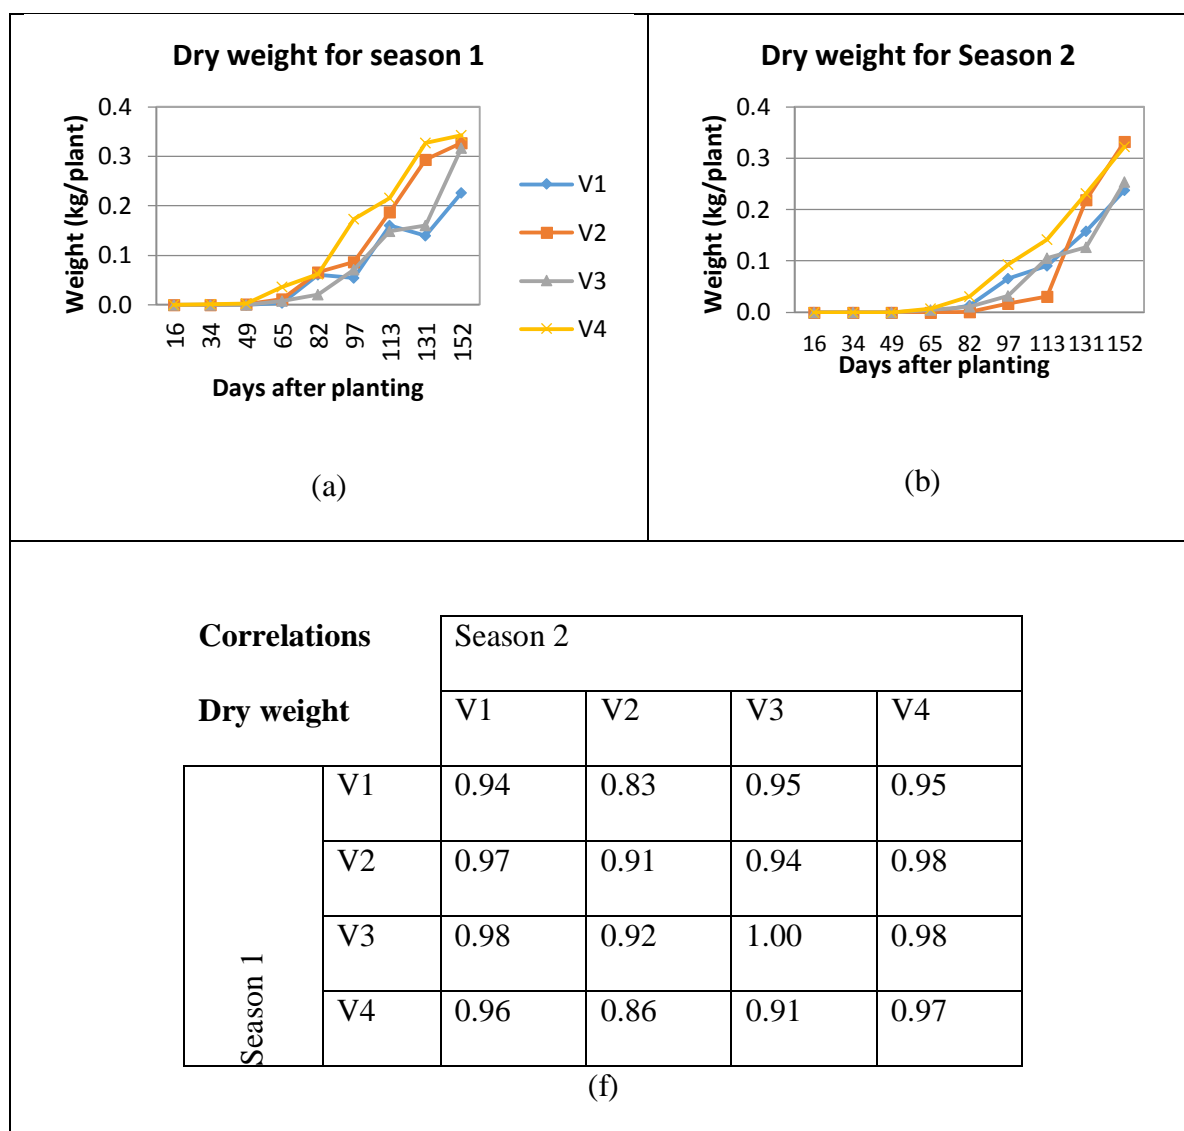 Dry weight for season 1
Weight (kg/plant)
0.4
0.3
0.2
0.1
0.0
16 34 49 65 82 97 113 131 152
Days after planting
V1
V2
V3
V4
(a)
Dry weight for Season 2
Weight (kg/plant)
0.4
0.3
0.2
0.1
0.0
16 34 49 65 82 97 113 131 152
Days after planting
(b)
Correlations Season 2
Dry weight V1 V2 V3 V4
Season 1
V1 0.94 0.83 0.95 0.95
V2 0.97 0.91 0.94 0.98
V3 0.98 0.92 1.00 0.98
V4 0.96 0.86 0.91 0.97
(f)